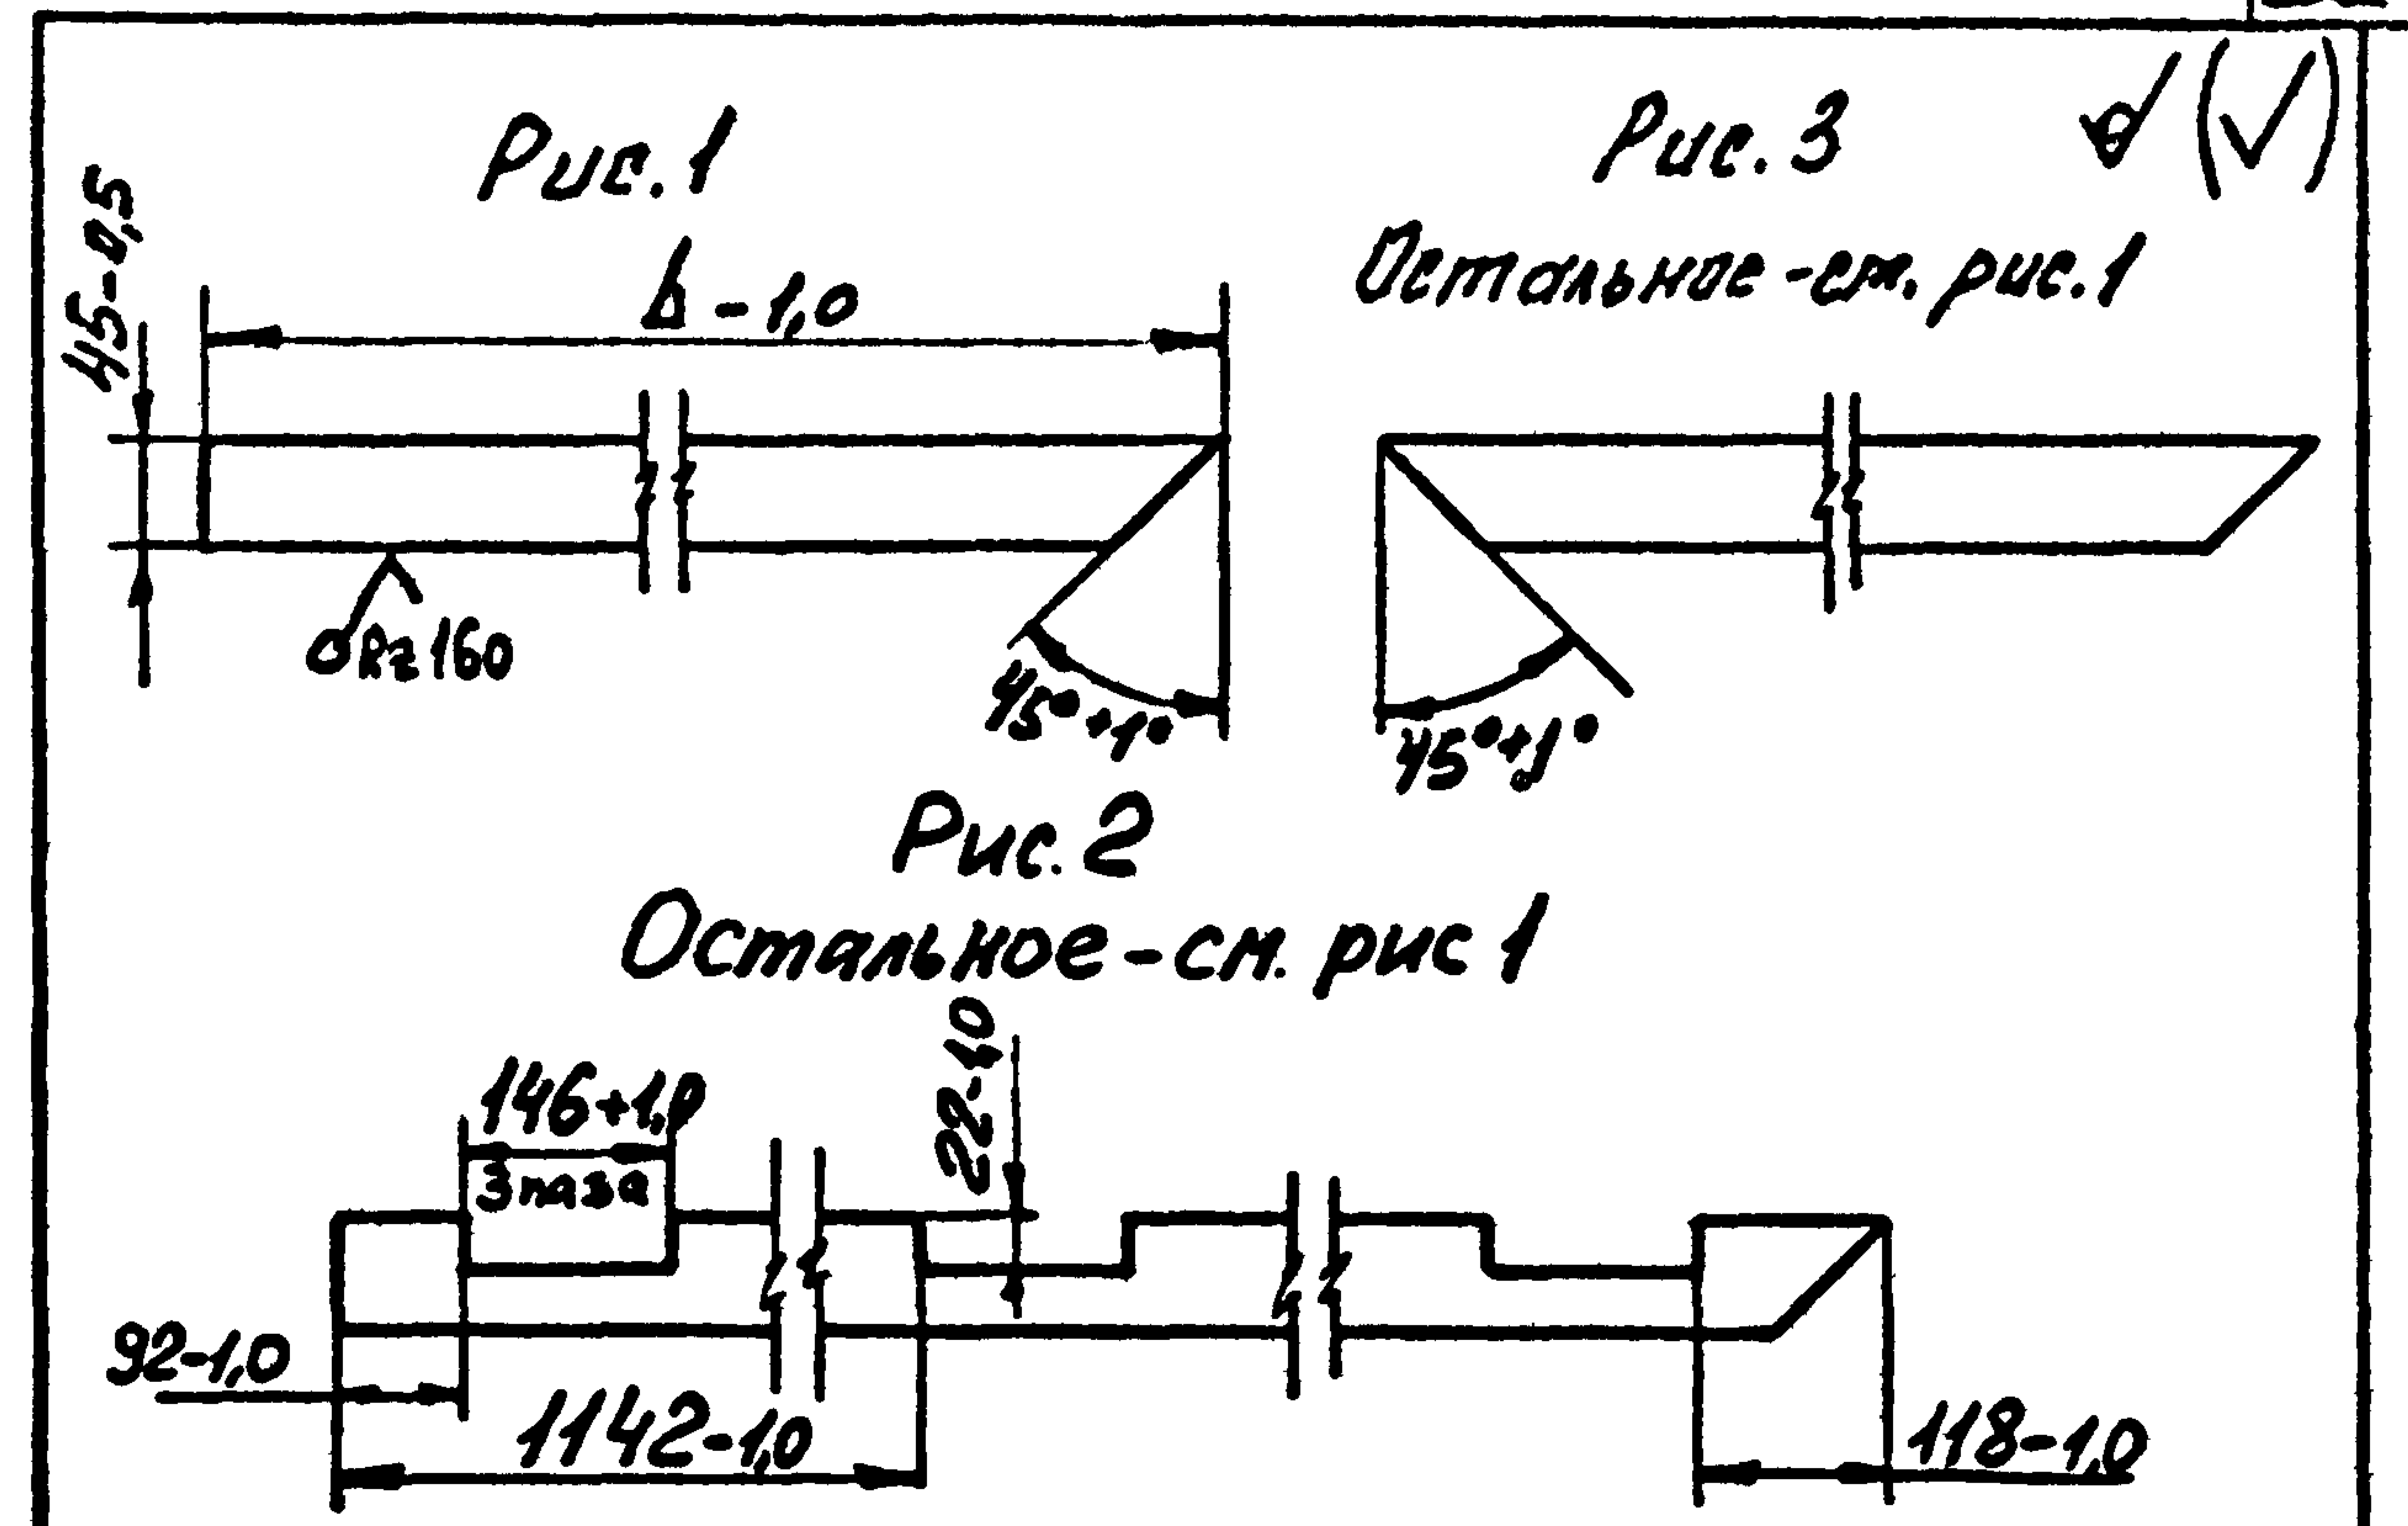 Рис. 1
Рис. 3
Остальное - см. рис. 1
45-0,5
b - 1,0
Rz 160
45°+1°
45°+1°
Рис. 2
Остальное - см. рис 1
146+1,0
3 паза
22-1,0
92-1,0
1142-1,0
118-1,0